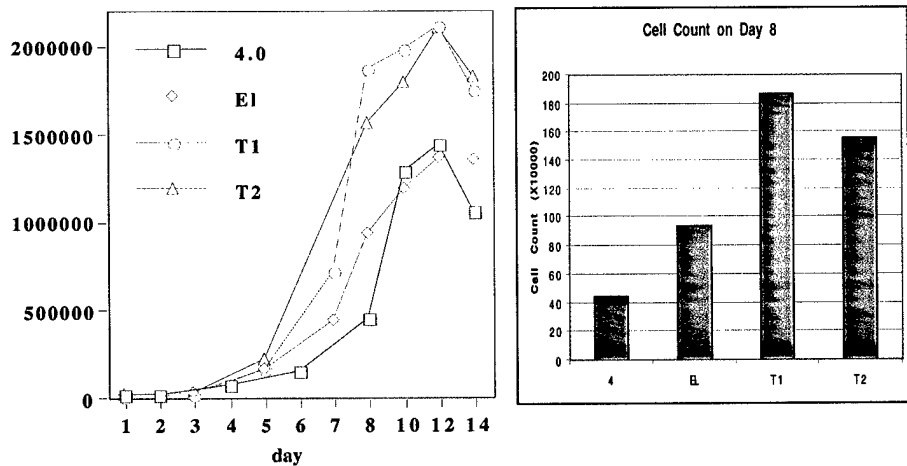 2000000
1500000
1000000
500000
0
4.0
El
T1
T2
1 2 3 4 5 6 7 8 10 12 14
day
Cell Count on Day 8
Cell Count (X10000)
200
180
160
140
120
100
80
60
40
20
0
4 EL T1 T2